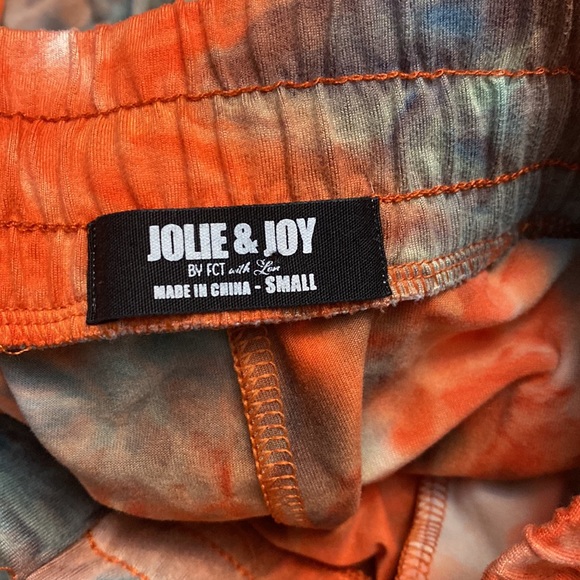 JOLIE & JOY
BY FCT with Love
MADE IN CHINA - SMALL